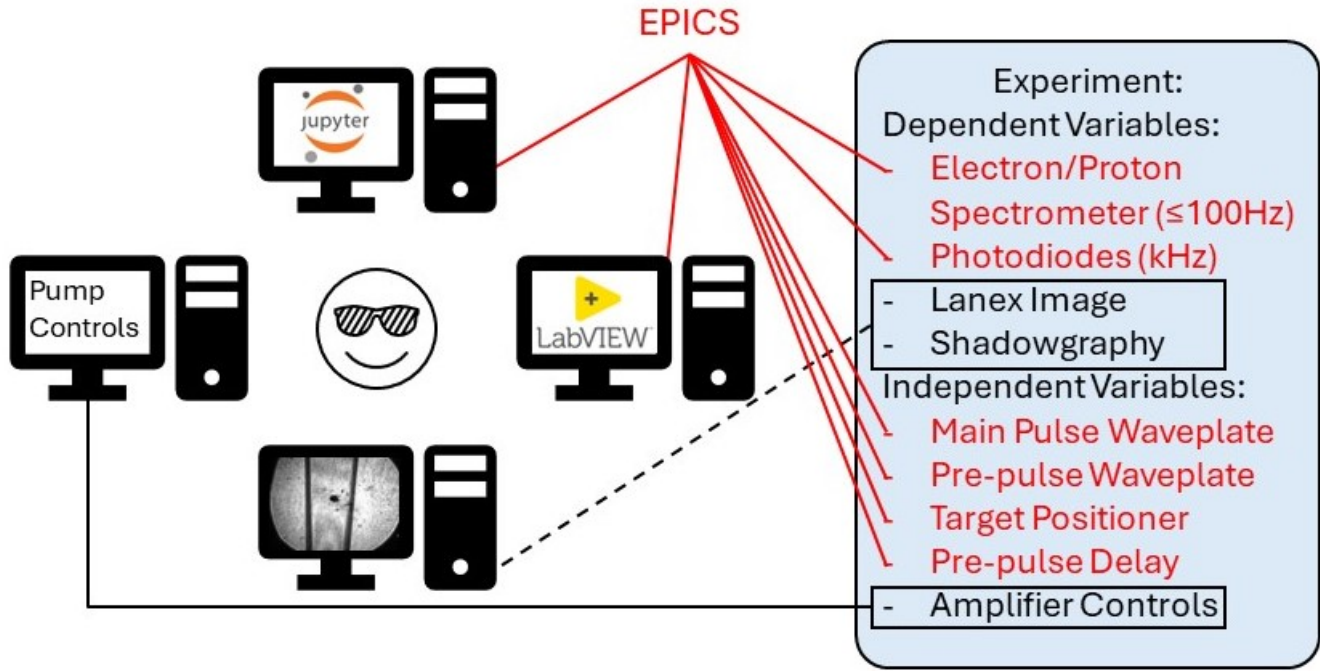 EPICS
jupyter
Pump
Controls
LabVIEW™
Experiment:
Dependent Variables:
- Electron/Proton
Spectrometer (≤100Hz)
- Photodiodes (kHz)
- Lanex Image
- Shadowgraphy
Independent Variables:
- Main Pulse Waveplate
- Pre-pulse Waveplate
- Target Positioner
- Pre-pulse Delay
- Amplifier Controls